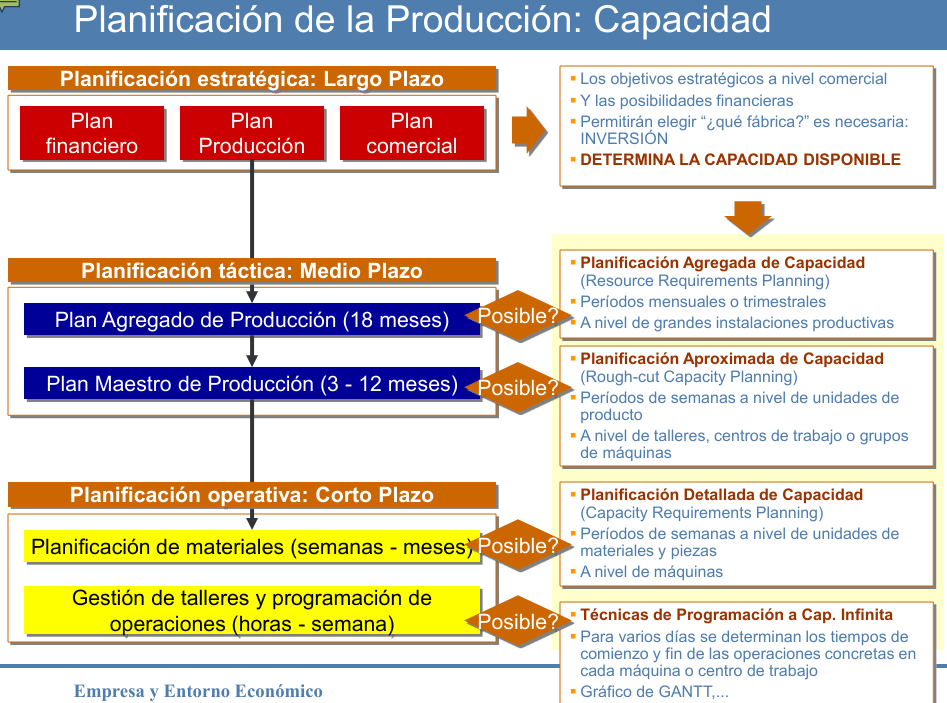 Planificación de la Producción: Capacidad
Planificación estratégica: Largo Plazo
Plan
financiero
Plan
Producción
Plan
comercial
Los objetivos estratégicos a nivel comercial
Y las posibilidades financieras
Permitirán elegir “¿qué fábrica?” es necesaria:
INVERSIÓN
DETERMINA LA CAPACIDAD DISPONIBLE
Planificación táctica: Medio Plazo
Plan Agregado de Producción (18 meses)
Posible?
Planificación Agregada de Capacidad
(Resource Requirements Planning)
Períodos mensuales o trimestrales
A nivel de grandes instalaciones productivas
Plan Maestro de Producción (3 - 12 meses)
Posible?
Planificación Aproximada de Capacidad
(Rough-cut Capacity Planning)
Períodos de semanas a nivel de unidades de
producto
A nivel de talleres, centros de trabajo o grupos
de máquinas
Planificación operativa: Corto Plazo
Planificación de materiales (semanas - meses)
Posible?
Planificación Detallada de Capacidad
(Capacity Requirements Planning)
Períodos de semanas a nivel de unidades de
materiales y piezas
A nivel de máquinas
Gestión de talleres y programación de
operaciones (horas - semana)
Posible?
Técnicas de Programación a Cap. Infinita
Para varios días se determinan los tiempos de
comienzo y fin de las operaciones concretas en
cada máquina o centro de trabajo
Gráfico de GANTT,...
Empresa y Entorno Económico